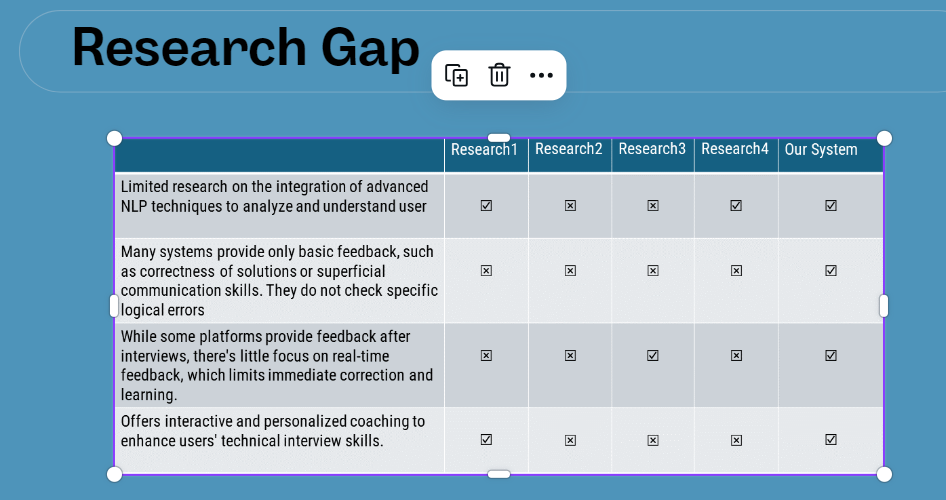 Research Gap
Research1 Research2 Research3 Research4 Our System
Limited research on the integration of advanced
NLP techniques to analyze and understand user
☑ ☒ ☒ ☑ ☑
Many systems provide only basic feedback, such
as correctness of solutions or superficial
communication skills. They do not check specific
logical errors
☒ ☒ ☒ ☒ ☑
While some platforms provide feedback after
interviews, there's little focus on real-time
feedback, which limits immediate correction and
learning.
☒ ☒ ☑ ☒ ☑
Offers interactive and personalized coaching to
enhance users' technical interview skills.
☑ ☒ ☒ ☒ ☑